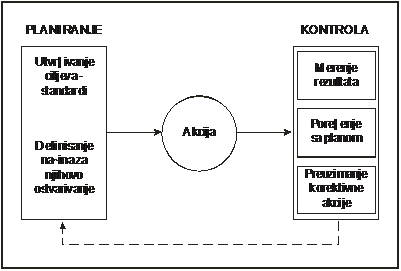 PLANIRANJE
Utvr|ivanje
ciljeva-
standardi
Definisanje
na-inaza
njihovo
ostvarivanje
Akcija
KONTROLA
Merenje
rezultata
Pore|enje
sa planom
Preuzimanje
korektivne
akcije